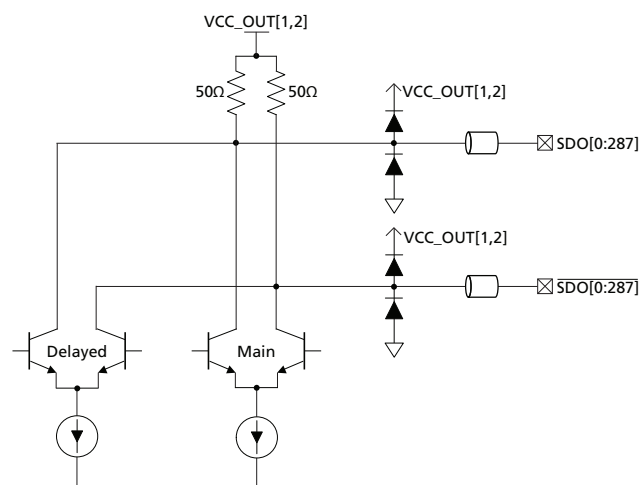 VCC_OUT[1,2]
50Ω
50Ω
VCC_OUT[1,2]
SDO[0:287]
VCC_OUT[1,2]
SDO[0:287]
Delayed
Main